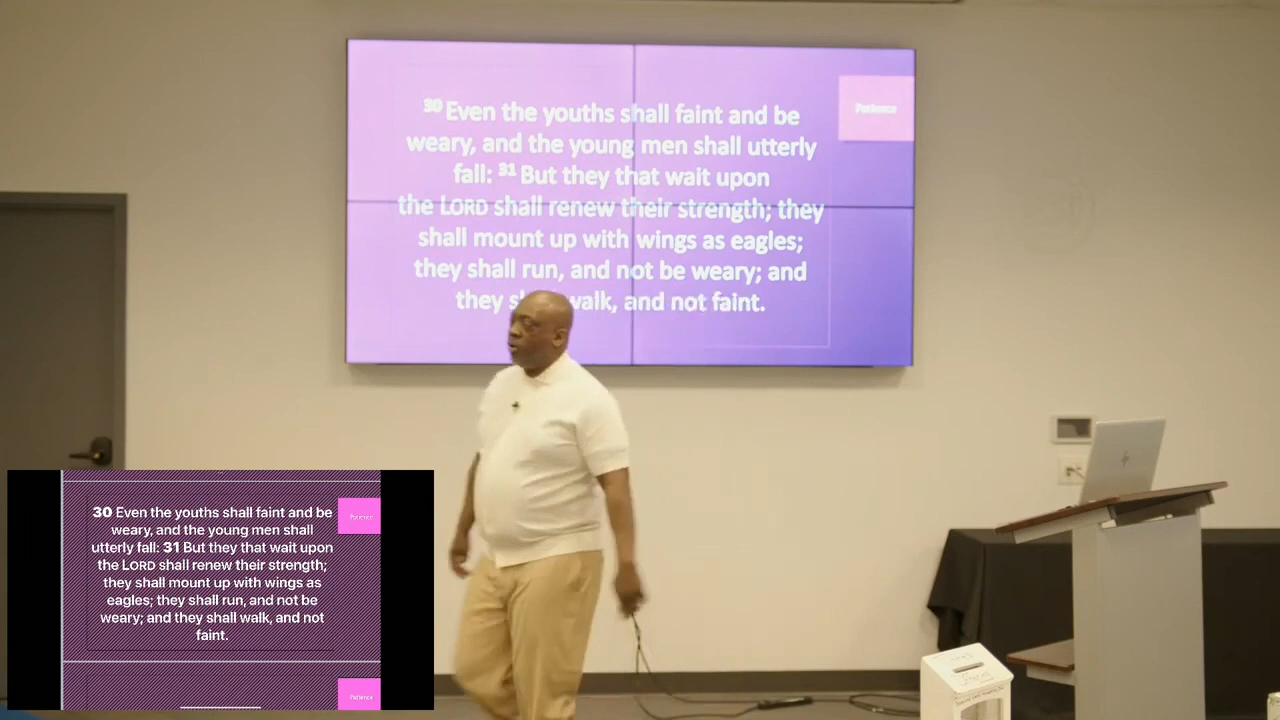 30 Even the youths shall faint and be
weary, and the young men shall utterly
fall: 31 But they that wait upon
the LORD shall renew their strength; they
shall mount up with wings as eagles;
they shall run, and not be weary; and
they sh walk, and not faint.
Patience
30 Even the youths shall faint and be
weary, and the young men shall
utterly fall: 31 But they that wait upon
the LORD shall renew their strength;
they shall mount up with wings as
eagles; they shall run, and not be
weary; and they shall walk, and not
faint.
Patience
Patience